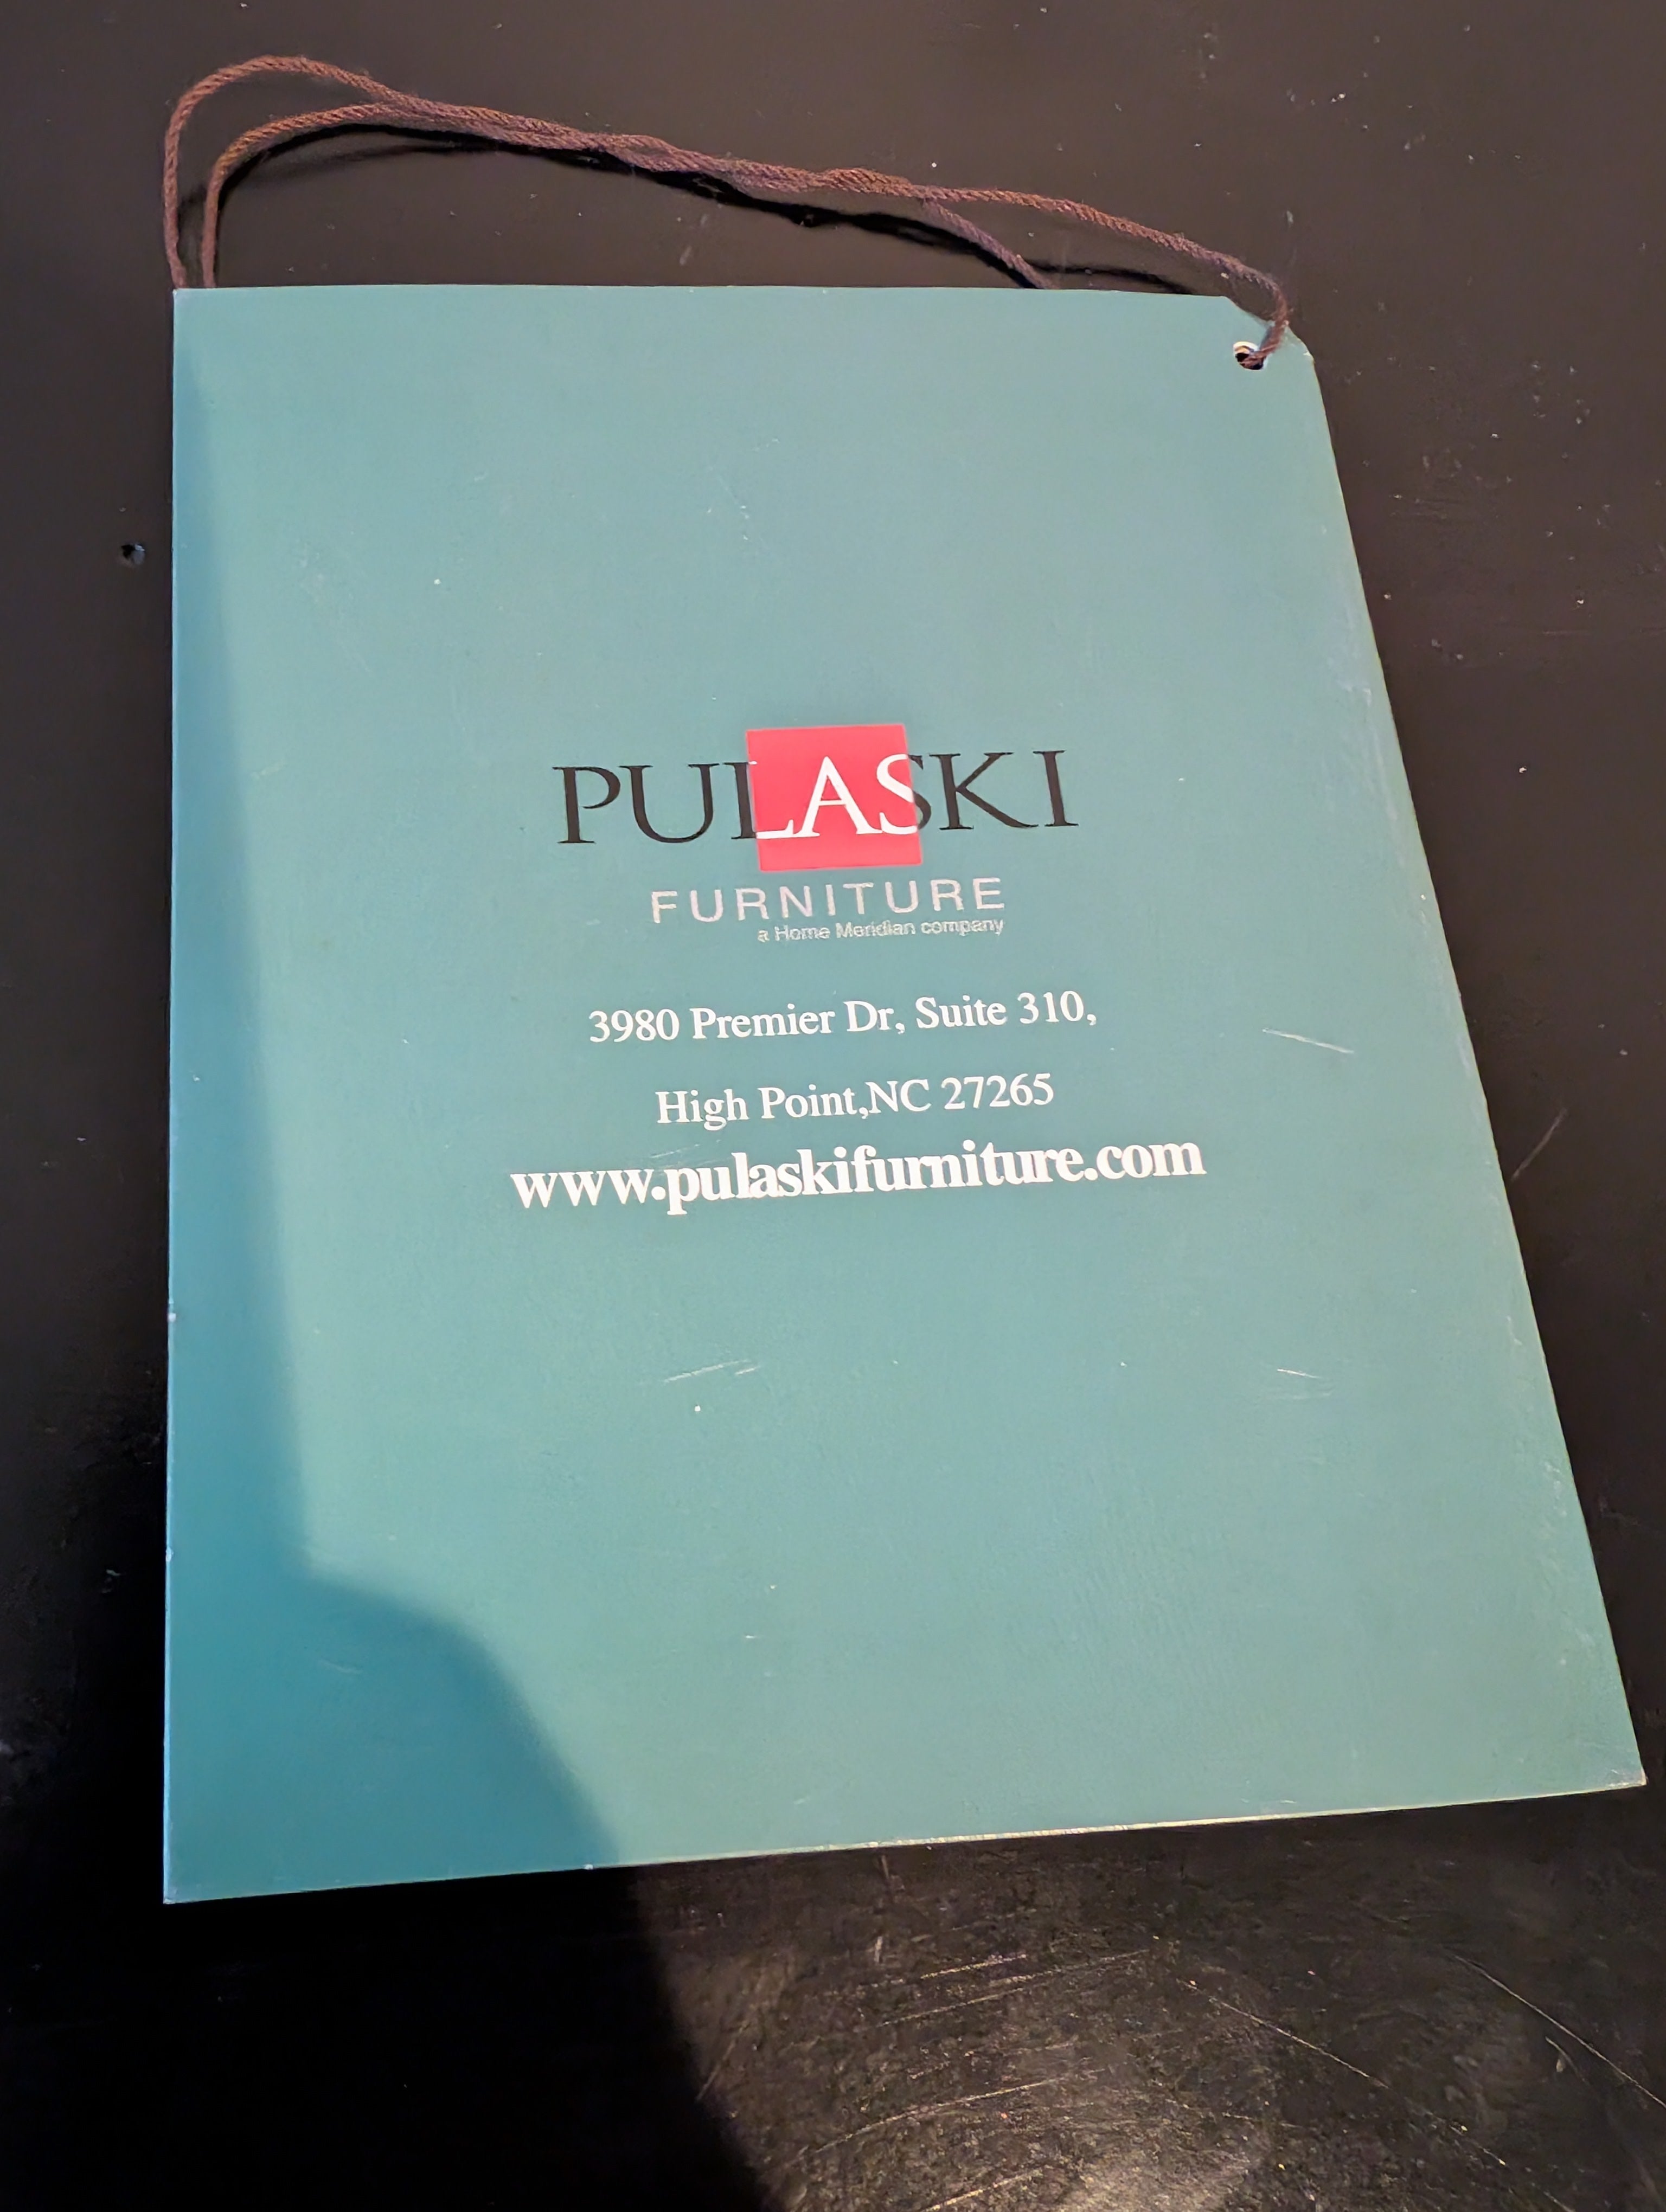 PULASKI
FURNITURE
a Home Meridian company
3980 Premier Dr, Suite 310,
High Point,NC 27265
www.pulaskifurniture.com